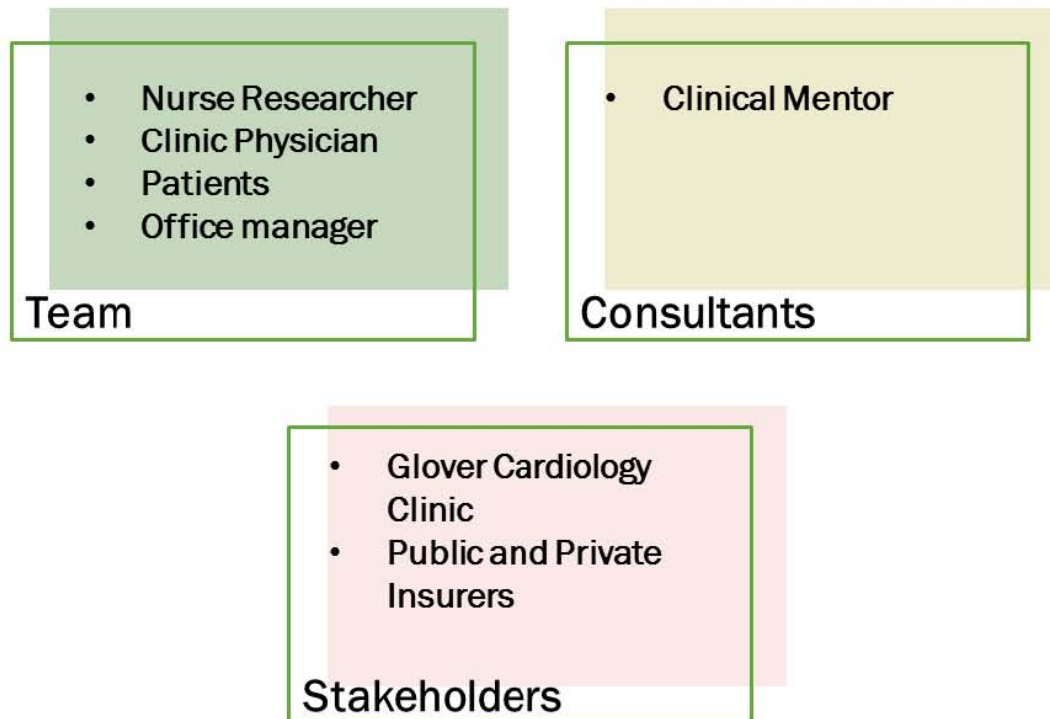 • Nurse Researcher
• Clinic Physician
• Patients
• Office manager
Team
• Clinical Mentor
Consultants
• Glover Cardiology
Clinic
• Public and Private
Insurers
Stakeholders